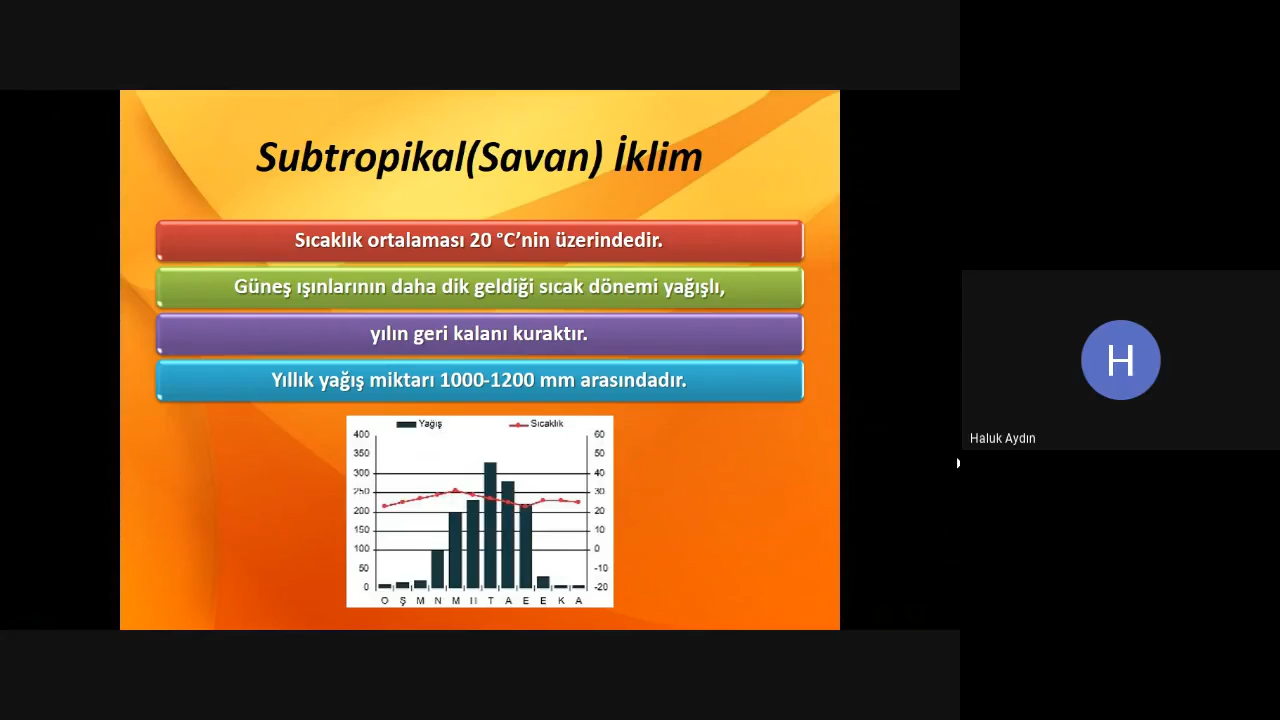 Subtropikal(Savan) İklim
Sıcaklık ortalaması 20 °C’nin üzerindedir.
Güneş ışınlarının daha dik geldiği sıcak dönemi yağışlı,
yılın geri kalanı kuraktır.
Yıllık yağış miktarı 1000-1200 mm arasındadır.
Yağış Sıcaklık
400 60
350 50
300 40
250 30
200 20
150 10
100 0
50 -10
0 -20
O Ş M N M H T A E E K A
H
Haluk Aydın